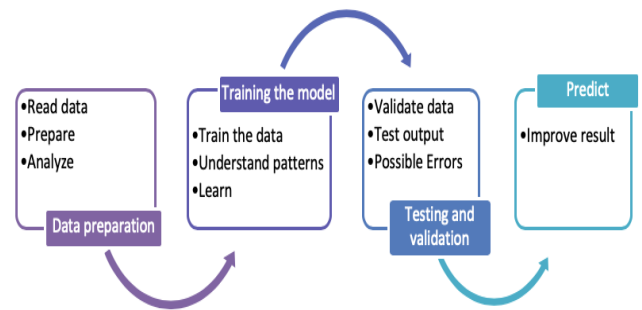 •Read data
•Prepare
•Analyze
Data preparation
Training the model
•Train the data
•Understand patterns
•Learn
•Validate data
•Test output
•Possible Errors
Testing and
validation
Predict
•Improve result